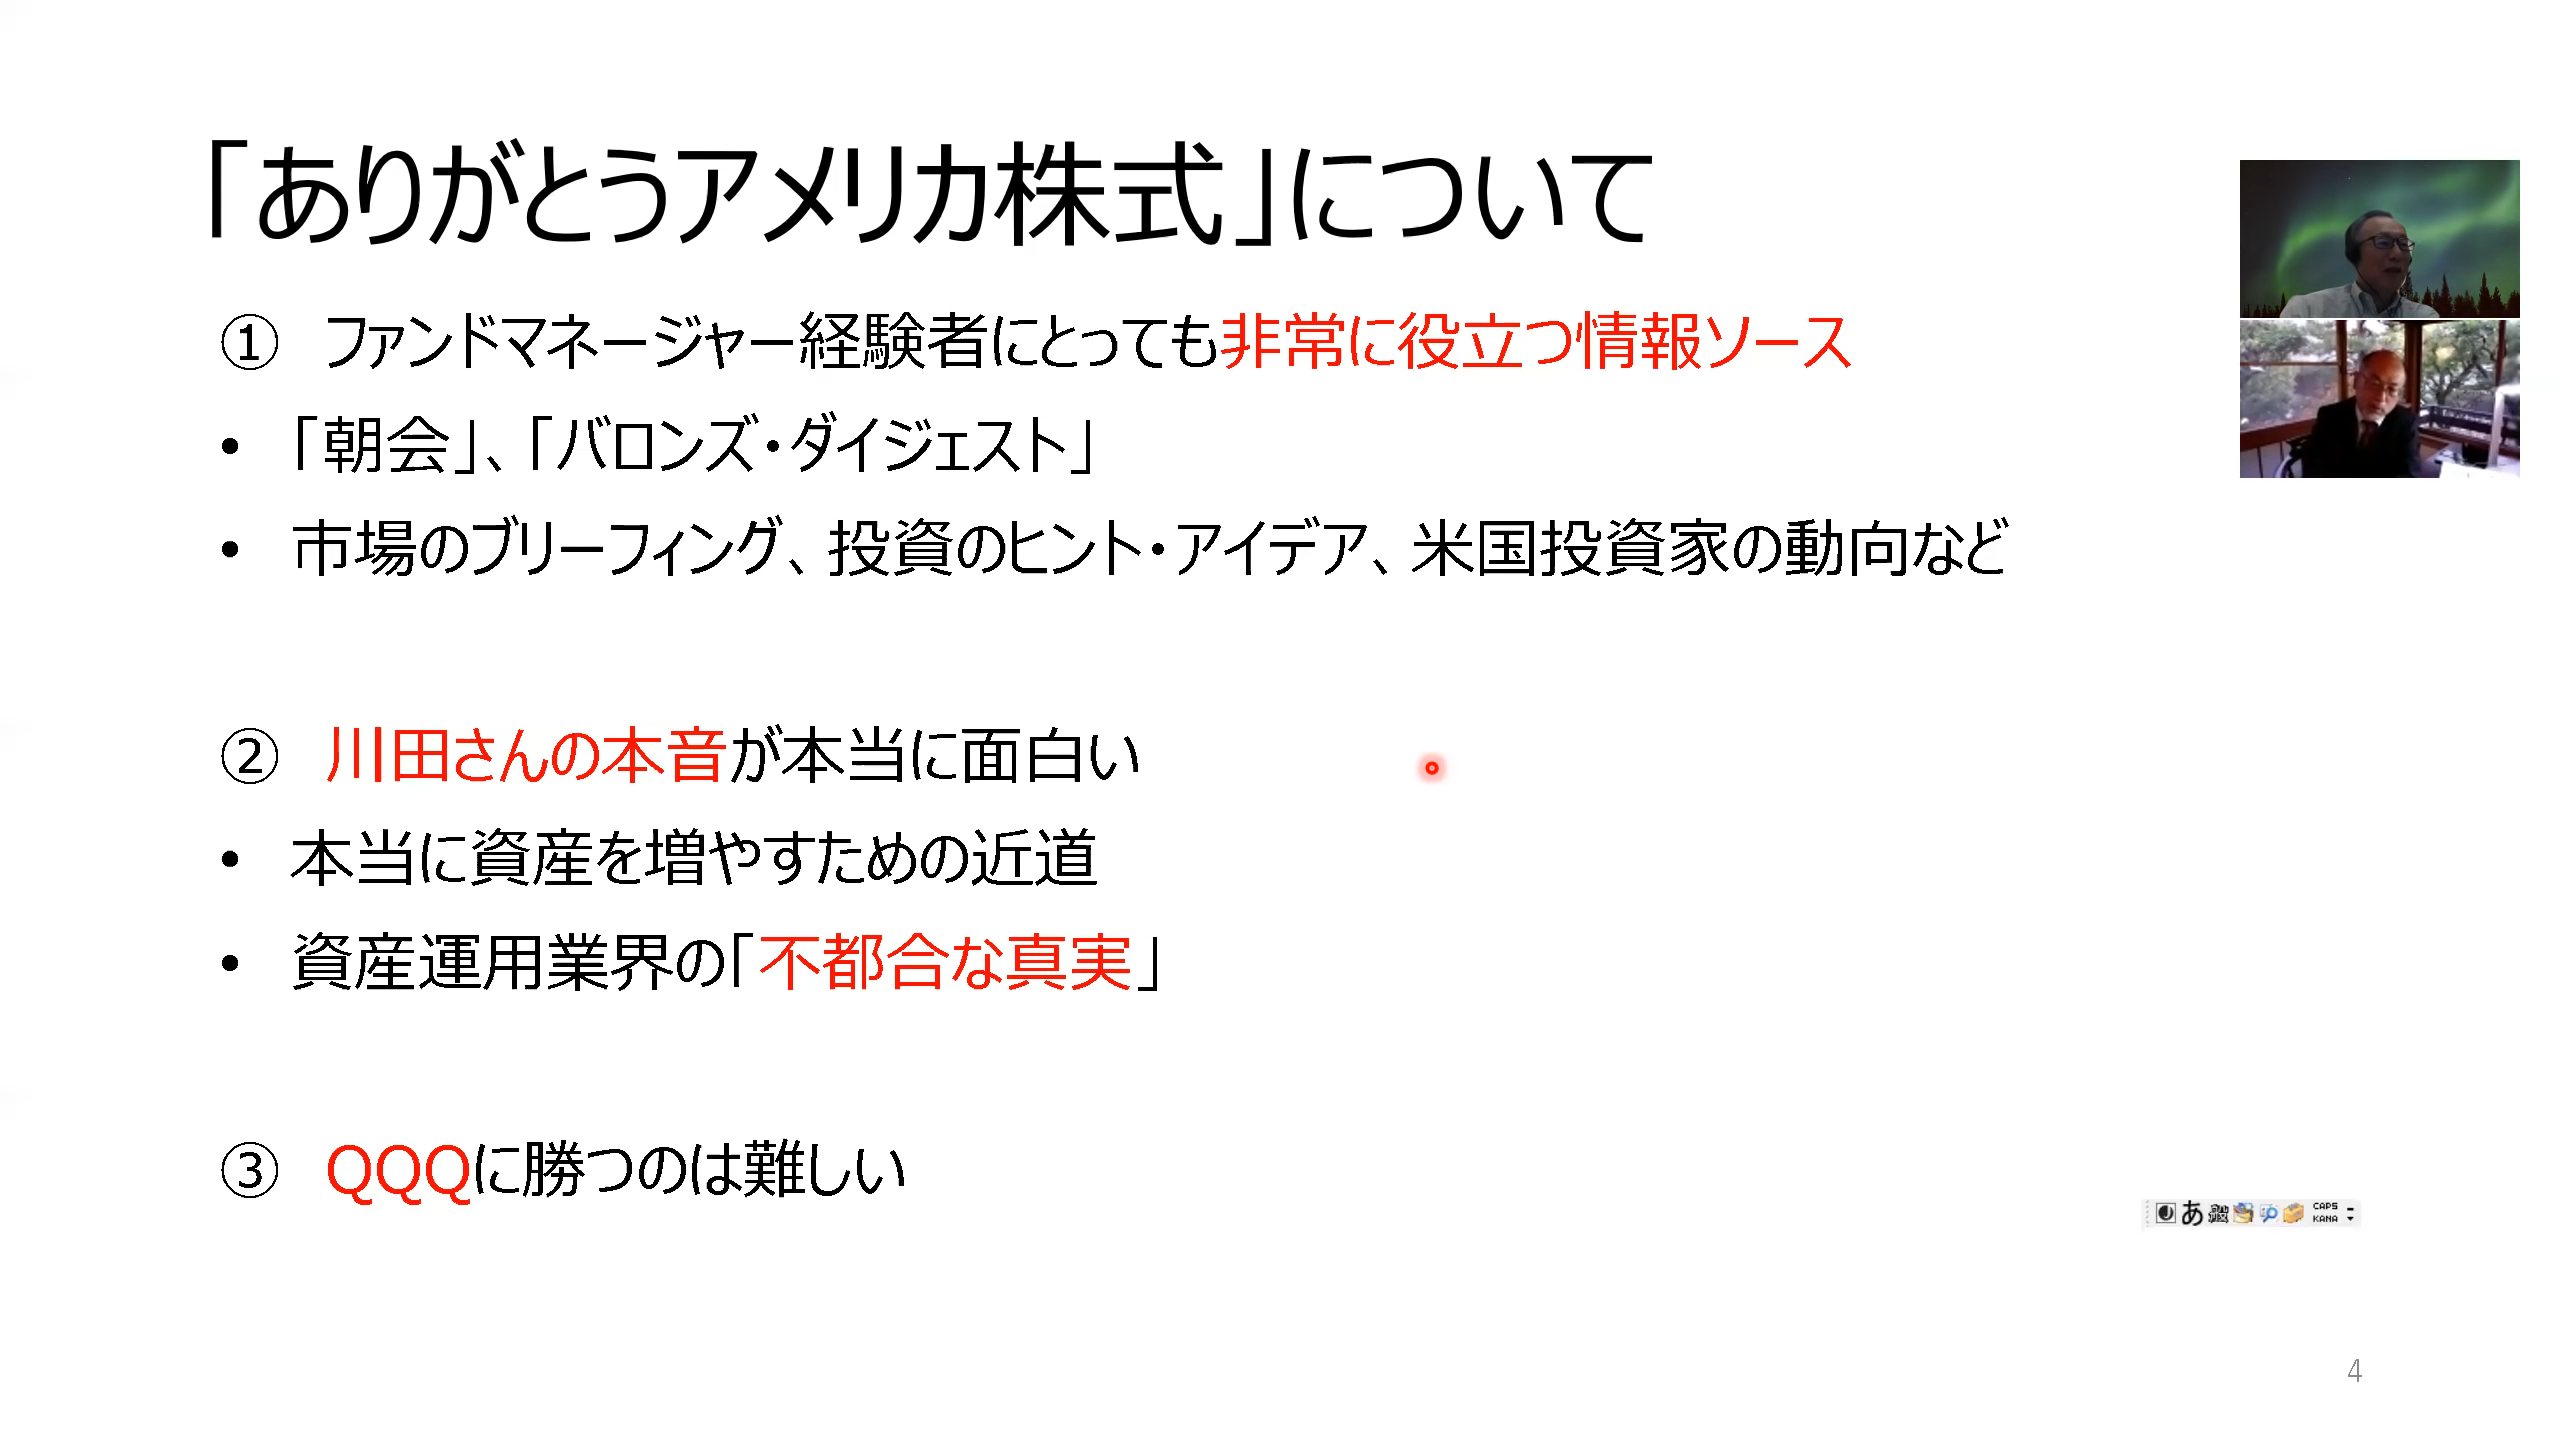 「ありがとうアメリカ株式」について
① ファンドマネージャー経験者にとっても非常に役立つ情報ソース
• 「朝会」、「バロンズ・ダイジェスト」
• 市場のブリーフィング、投資のヒント・アイデア、米国投資家の動向など
② 川田さんの本音が本当に面白い
• 本当に資産を増やすための近道
• 資産運用業界の「不都合な真実」
③ QQQに勝つのは難しい
あ 般 CAPS
KANA
4